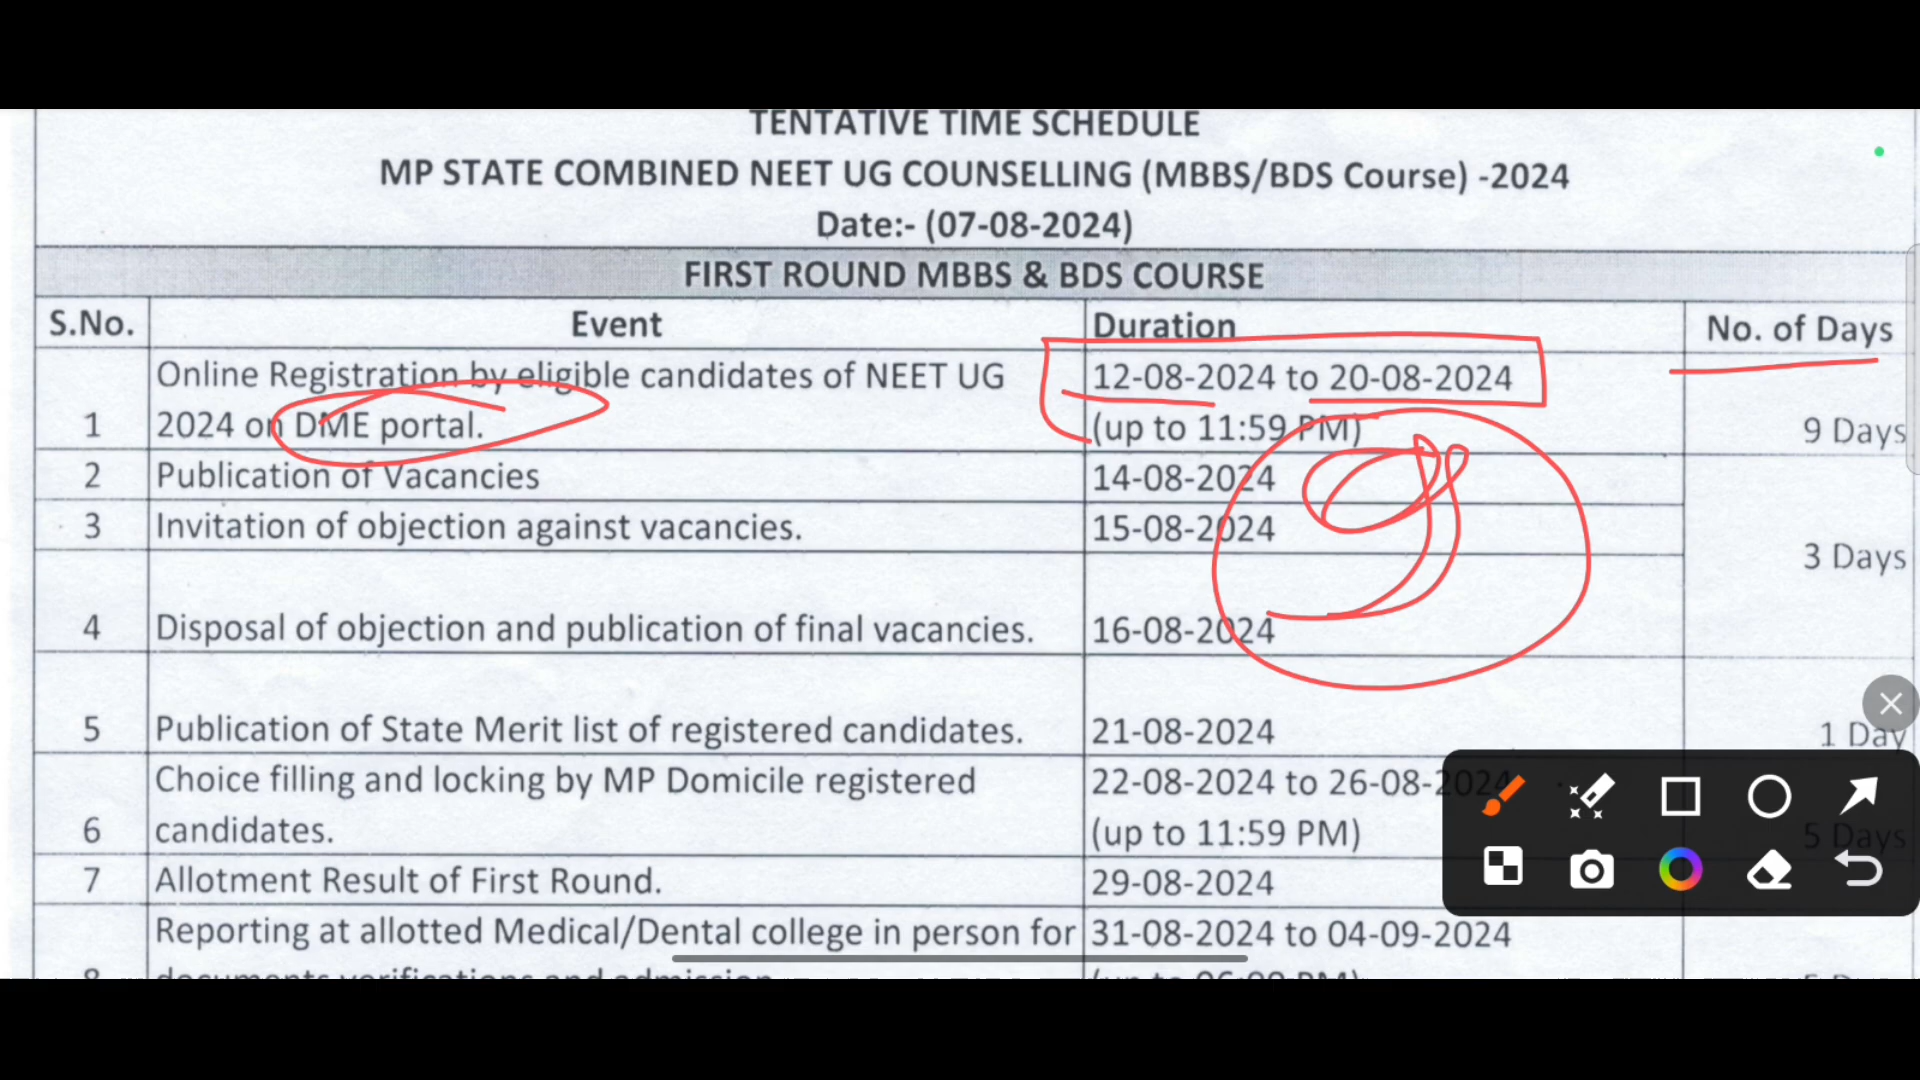 TENTATIVE TIME SCHEDULE
MP STATE COMBINED NEET UG COUNSELLING (MBBS/BDS Course) -2024
Date:- (07-08-2024)
FIRST ROUND MBBS & BDS COURSE
S.No. Event Duration No. of Days
Online Registration by eligible candidates of NEET UG 12-08-2024 to 20-08-2024
1 2024 on DME portal. (up to 11:59 PM) 9 Days
2 Publication of Vacancies 14-08-2024
3 Invitation of objection against vacancies. 15-08-2024
3 Days
4 Disposal of objection and publication of final vacancies. 16-08-2024
5 Publication of State Merit list of registered candidates. 21-08-2024 1 Day
Choice filling and locking by MP Domicile registered 22-08-2024 to 26-08-2024
6 candidates. (up to 11:59 PM) 5 Days
7 Allotment Result of First Round. 29-08-2024
Reporting at allotted Medical/Dental college in person for 31-08-2024 to 04-09-2024
8 documents verifications and admission